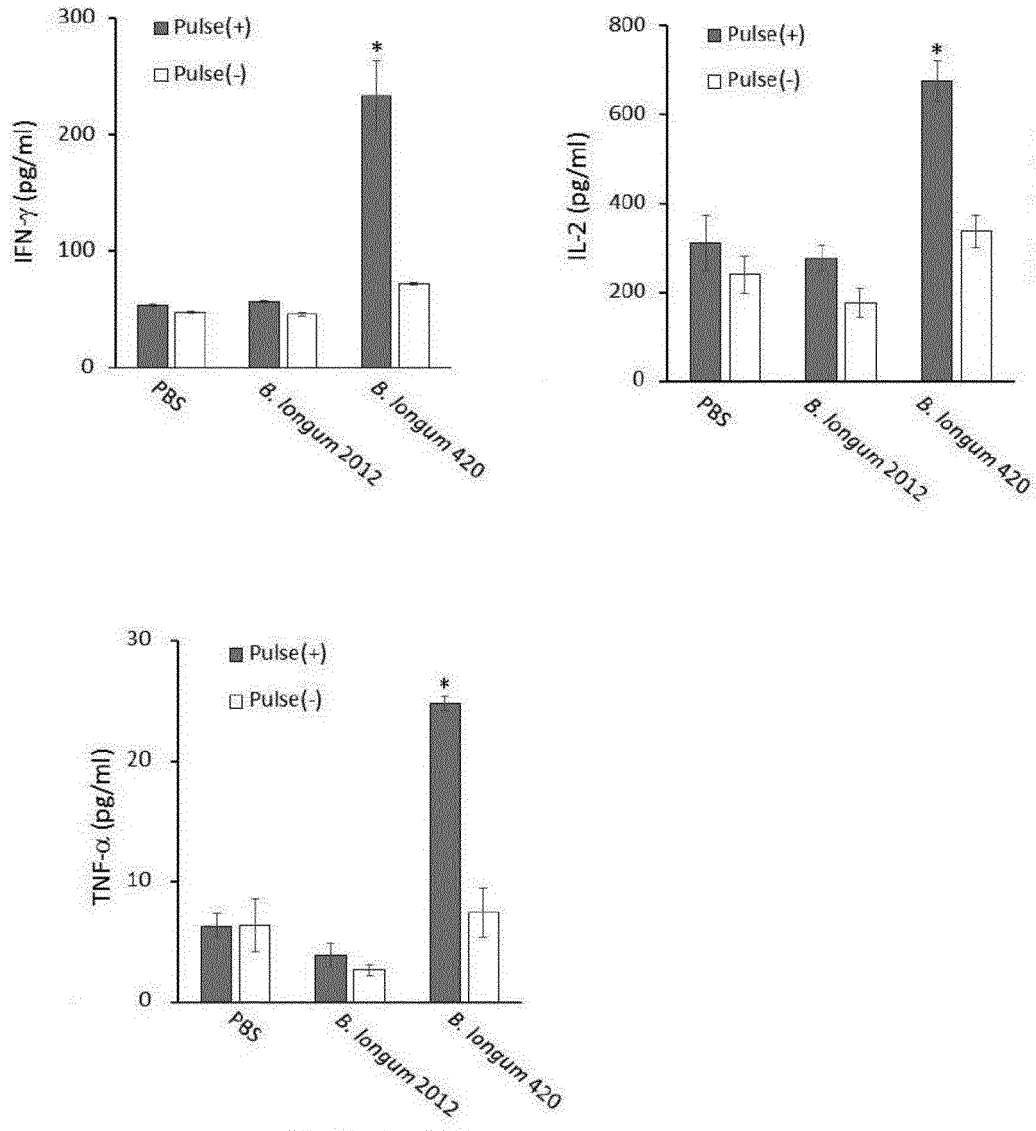 300
200
100
0
IFN-γ (pg/ml)
Pulse(+)
Pulse(-)
*
PBS
B. longum 2012
B. longum 420
800
600
400
200
0
IL-2 (pg/ml)
Pulse(+)
Pulse(-)
*
PBS
B. longum 2012
B. longum 420
30
20
10
0
TNF-α (pg/ml)
Pulse(+)
Pulse(-)
*
PBS
B. longum 2012
B. longum 420